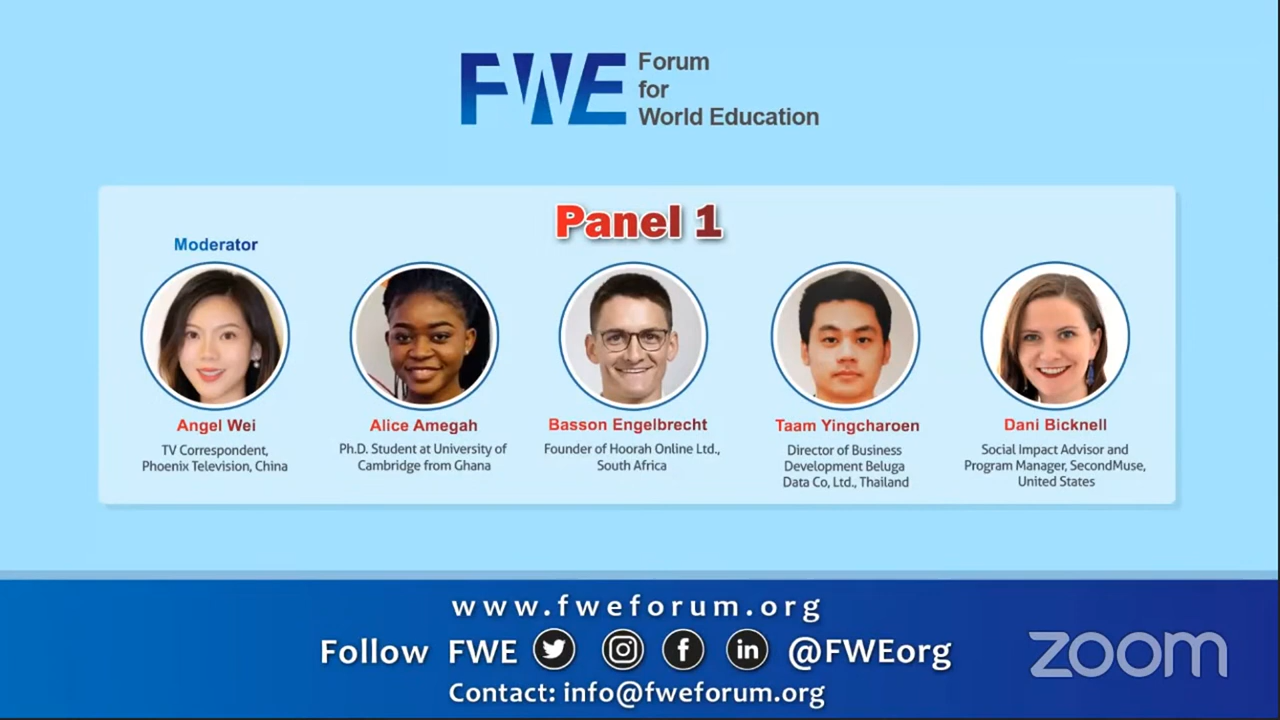 FWE
Forum
for
World Education
Panel 1
Moderator
Angel Wei
TV Correspondent,
Phoenix Television, China
Alice Amegah
Ph.D. Student at University of
Cambridge from Ghana
Basson Engelbrecht
Founder of Hoorah Online Ltd.,
South Africa
Taam Yingcharoen
Director of Business
Development Beluga
Data Co, Ltd., Thailand
Dani Bicknell
Social Impact Advisor and
Program Manager, SecondMuse,
United States
www.fweforum.org
Follow FWE f in @FWEorg
Contact: info@fweforum.org
zoom